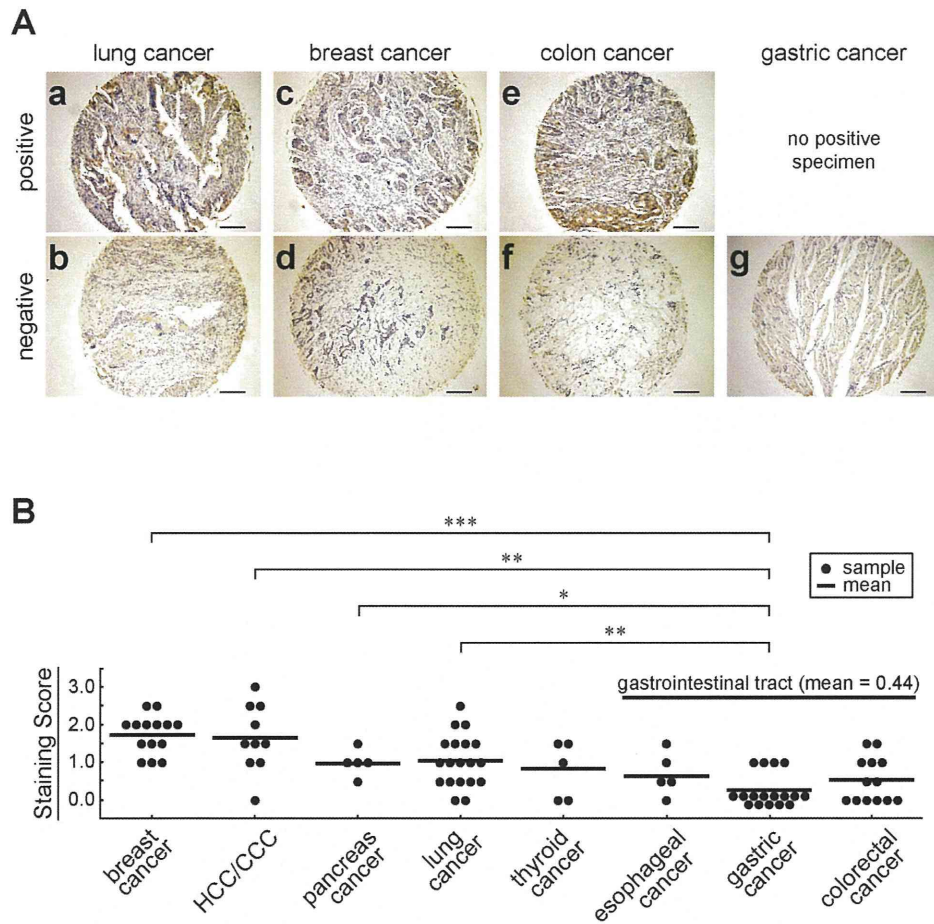 A
lung cancer
breast cancer
colon cancer
gastric cancer
positive
a
c
e
no positive
specimen
negative
b
d
f
g
B
***
**
*
**
sample
mean
gastrointestinal tract (mean = 0.44)
Staining Score
3.0
2.0
1.0
0.0
breast
cancer
HCC/CCC
pancreas
cancer
lung
cancer
thyroid
cancer
esophageal
cancer
gastric
cancer
colorectal
cancer